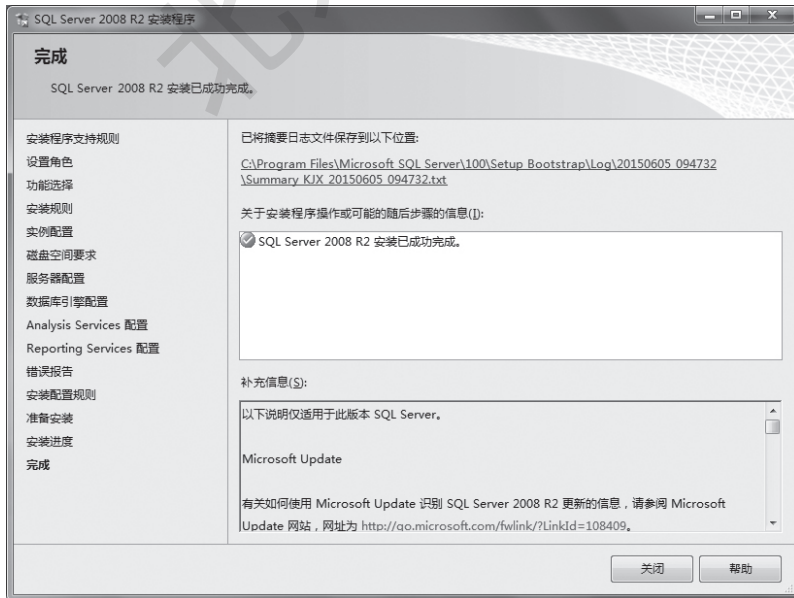 SQL Server 2008 R2 安装程序
完成
SQL Server 2008 R2 安装已成功完成。
安装程序支持规则
设置角色
功能选择
安装规则
实例配置
磁盘空间要求
服务器配置
数据库引擎配置
Analysis Services 配置
Reporting Services 配置
错误报告
安装配置规则
准备安装
安装进度
完成
已将摘要日志文件保存到以下位置:
C:\Program Files\Microsoft SQL Server\100\Setup Bootstrap\Log\20150605_094732
\Summary_KJX_20150605_094732.txt
关于安装程序操作或可能的随后步骤的信息(I):
SQL Server 2008 R2 安装已成功完成。
补充信息(S):
以下说明仅适用于此版本 SQL Server。
Microsoft Update
有关如何使用 Microsoft Update 识别 SQL Server 2008 R2 更新的信息，请参阅 Microsoft
Update 网站，网址为 http://go.microsoft.com/fwlink/?LinkId=108409。
关闭
帮助